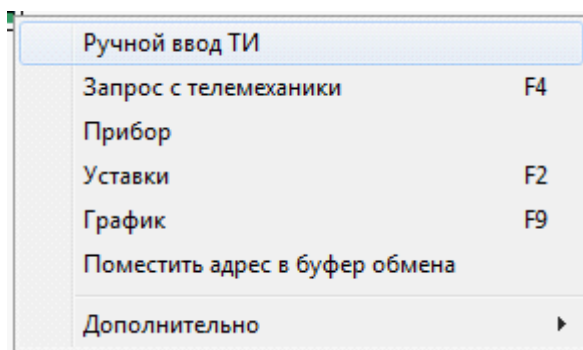 Ручной ввод ТИ
Запрос с телемеханики F4
Прибор
Уставки F2
График F9
Поместить адрес в буфер обмена
Дополнительно